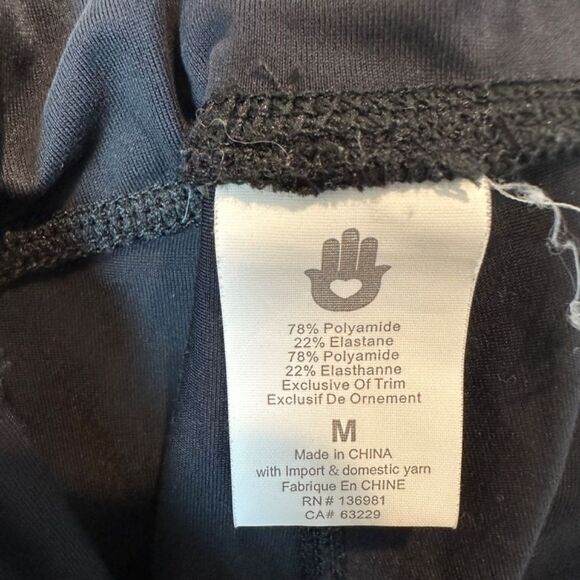 78% Polyamide
22% Elastane
78% Polyamide
22% Elasthanne
Exclusive Of Trim
Exclusif De Ornement
M
Made in CHINA
with Import & domestic yarn
Fabrique En CHINE
RN # 136981
CA# 63229